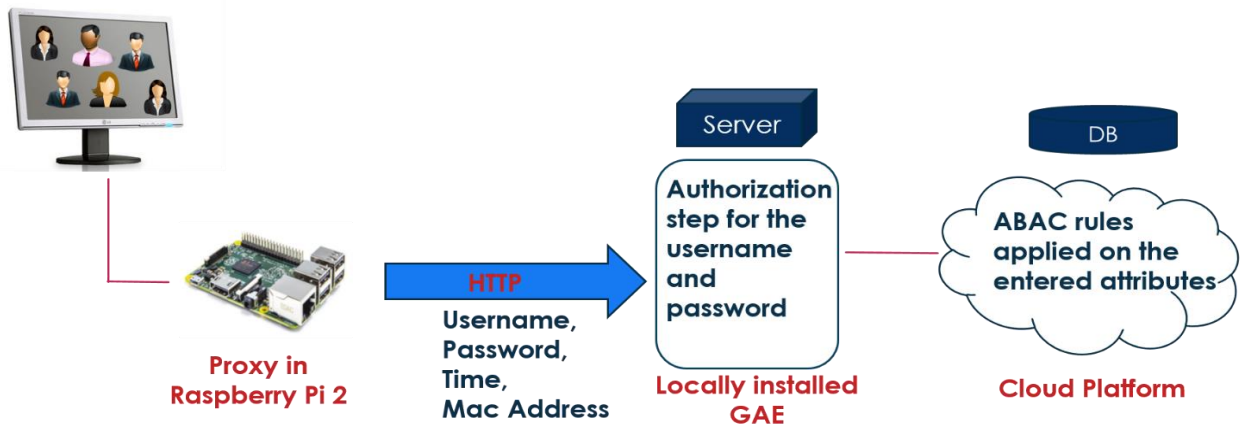 Proxy in
Raspberry Pi 2
HTTP
Username,
Password,
Time,
Mac Address
Server
Authorization
step for the
username
and
password
Locally installed
GAE
DB
ABAC rules
applied on the
entered attributes
Cloud Platform